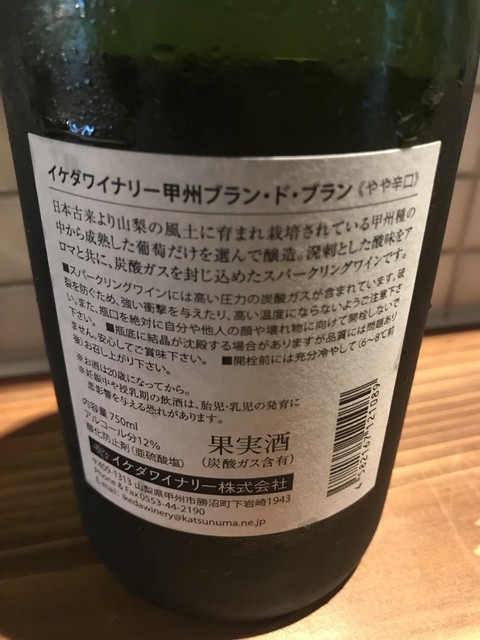 イケダワイナリー甲州ブラン・ド・ブラン《やや辛口》
日本古来より山梨の風土に育まれ栽培されている甲州種の
中から成熟した葡萄だけを選んで醸造。溌剌とした酸味をア
ロマと共に、炭酸ガスを封じ込めたスパークリングワインです。
■スパークリングワインには高い圧力の炭酸ガスが含まれています。破
裂を防ぐため、強い衝撃を与えたり、高い温度にならないようご注意下さ
い。また、瓶口を絶対に自分や他人の顔や壊れ物に向けて開栓しないで
下さい。 ■瓶底に結晶が沈殿する場合がありますが品質には問題あり
ません。安心してご賞味下さい。 ■開栓前には充分冷やして(6〜8℃前
後)お召し上がり下さい。
※お酒は20歳になってから。
※妊娠中や授乳期の飲酒は、胎児・乳児の発育に
悪影響を与える恐れがあります。
内容量 750ml
アルコール分12%
酸化防止剤(亜硫酸塩)
果実酒
(炭酸ガス含有)
イケダワイナリー株式会社
〒409-1313 山梨県甲州市勝沼町下岩崎1943
Phone & Fax 0553-44-2190
E-mail: ikedawinery@katsunuma.ne.jp
4 582167 121089